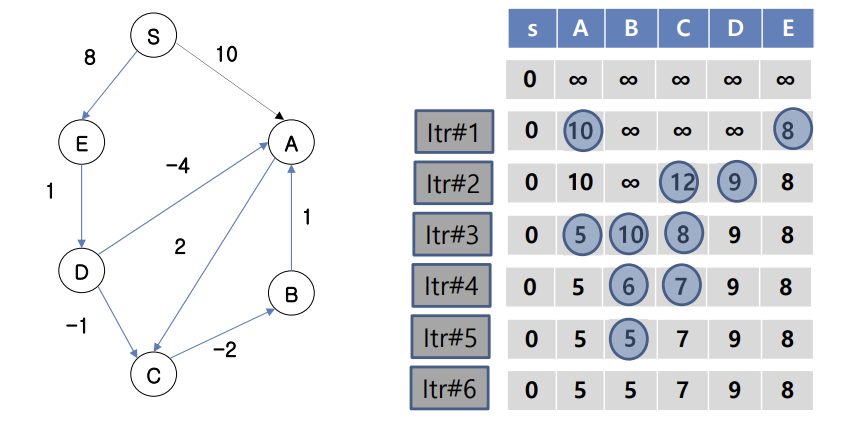 S
8
10
E
A
-4
1
2
1
D
B
-1
-2
C
s A B C D E
0 ∞ ∞ ∞ ∞ ∞
Itr#1 0 10 ∞ ∞ ∞ 8
Itr#2 0 10 ∞ 12 9 8
Itr#3 0 5 10 8 9 8
Itr#4 0 5 6 7 9 8
Itr#5 0 5 5 7 9 8
Itr#6 0 5 5 7 9 8